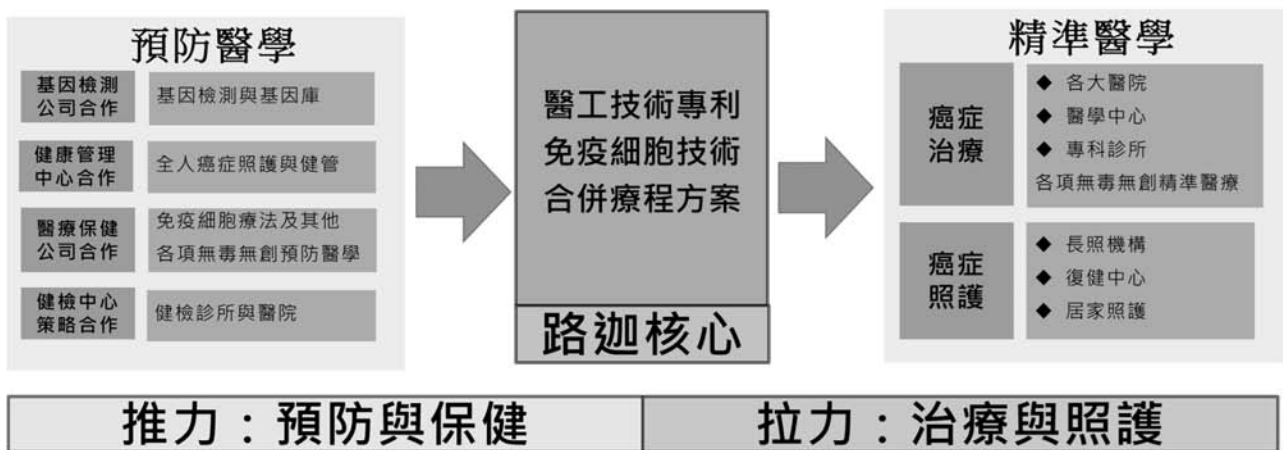 預防醫學
基因檢測
公司合作
基因檢測與基因庫
健康管理
中心合作
全人癌症照護與健管
醫療保健
公司合作
免疫細胞療法及其他
各項無毒無創預防醫學
健檢中心
策略合作
健檢診所與醫院
醫工技術專利
免疫細胞技術
合併療程方案
路迦核心
精準醫學
癌症
治療
◆ 各大醫院
◆ 醫學中心
◆ 專科診所
各項無毒無創精準醫療
癌症
照護
◆ 長照機構
◆ 復健中心
◆ 居家照護
推力：預防與保健
拉力：治療與照護